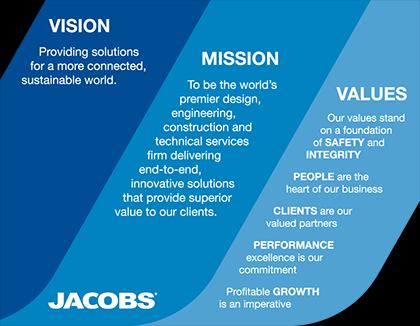 VISION
Providing solutions
for a more connected,
sustainable world.
MISSION
To be the world's
premier design,
engineering,
construction and
technical services
firm delivering
end-to-end,
innovative solutions
that provide superior
value to our clients.
VALUES
Our values stand
on a foundation
of SAFETY and
INTEGRITY
PEOPLE are the
heart of our business
CLIENTS are our
valued partners
PERFORMANCE
excellence is our
commitment
Profitable GROWTH
is an imperative
JACOBS